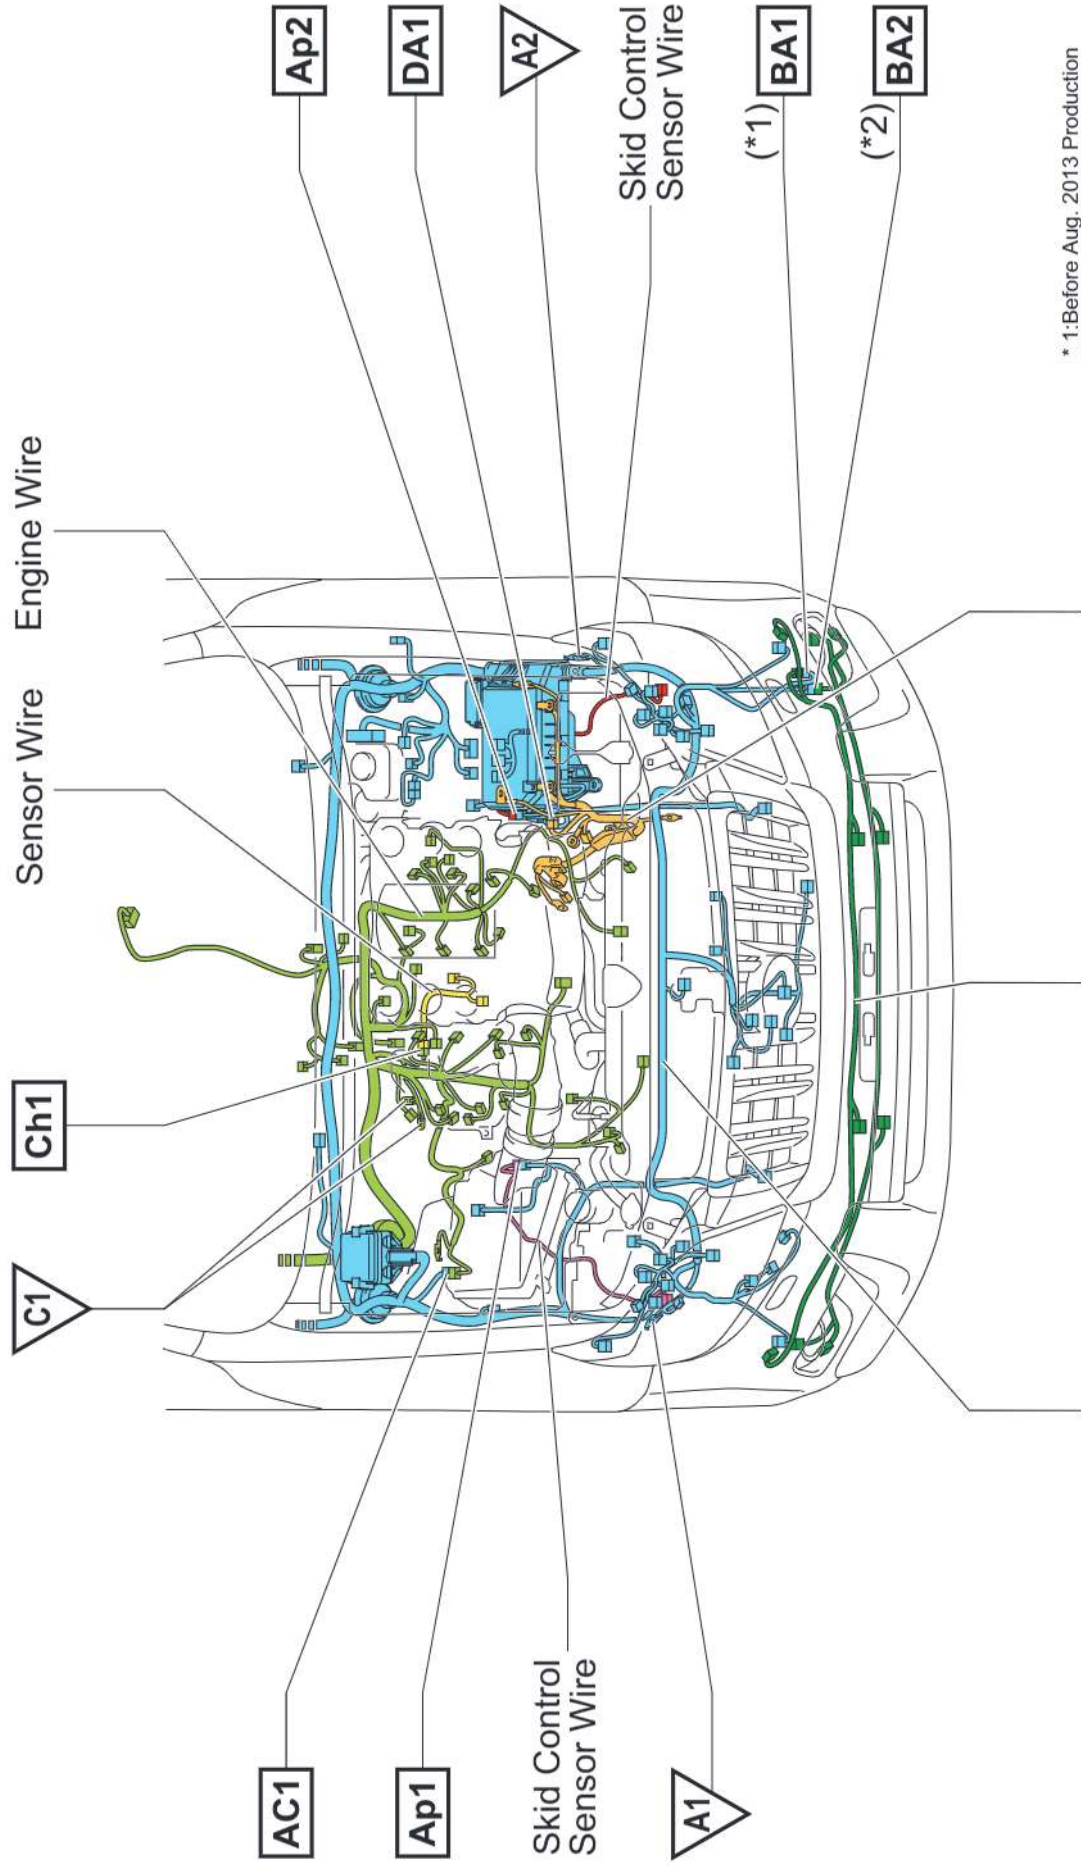 C1
Ch1
Sensor Wire
Engine Wire
AC1
Ap1
Skid Control
Sensor Wire
A1
Ap2
DA1
A2
Skid Control
Sensor Wire
(*1) BA1
(*2) BA2
* 1:Before Aug. 2013 Production